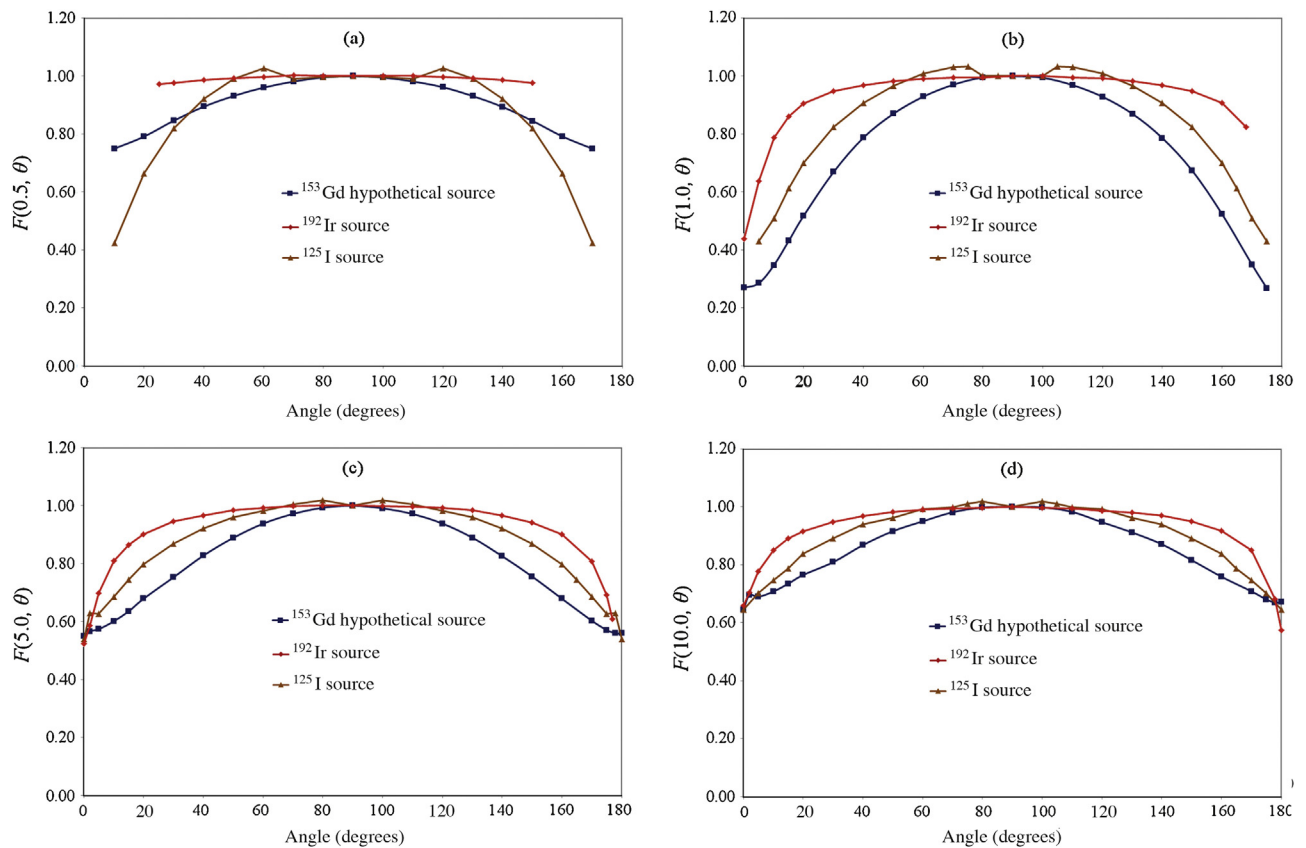 (a)
1.20
1.00
0.80
0.60
0.40
0.20
0.00
F(0.5, θ)
¹⁵³Gd hypothetical source
¹⁹²Ir source
¹²⁵I source
0 20 40 60 80 100 120 140 160 180
Angle (degrees)
(b)
1.20
1.00
0.80
0.60
0.40
0.20
0.00
F(1.0, θ)
¹⁵³Gd hypothetical source
¹⁹²Ir source
¹²⁵I source
0 20 40 60 80 100 120 140 160 180
Angle (degrees)
(c)
1.20
1.00
0.80
0.60
0.40
0.20
0.00
F(5.0, θ)
¹⁵³Gd hypothetical source
¹⁹²Ir source
¹²⁵I source
0 20 40 60 80 100 120 140 160 180
Angle (degrees)
(d)
1.20
1.00
0.80
0.60
0.40
0.20
0.00
F(10.0, θ)
¹⁵³Gd hypothetical source
¹⁹²Ir source
¹²⁵I source
0 20 40 60 80 100 120 140 160 180
Angle (degrees)